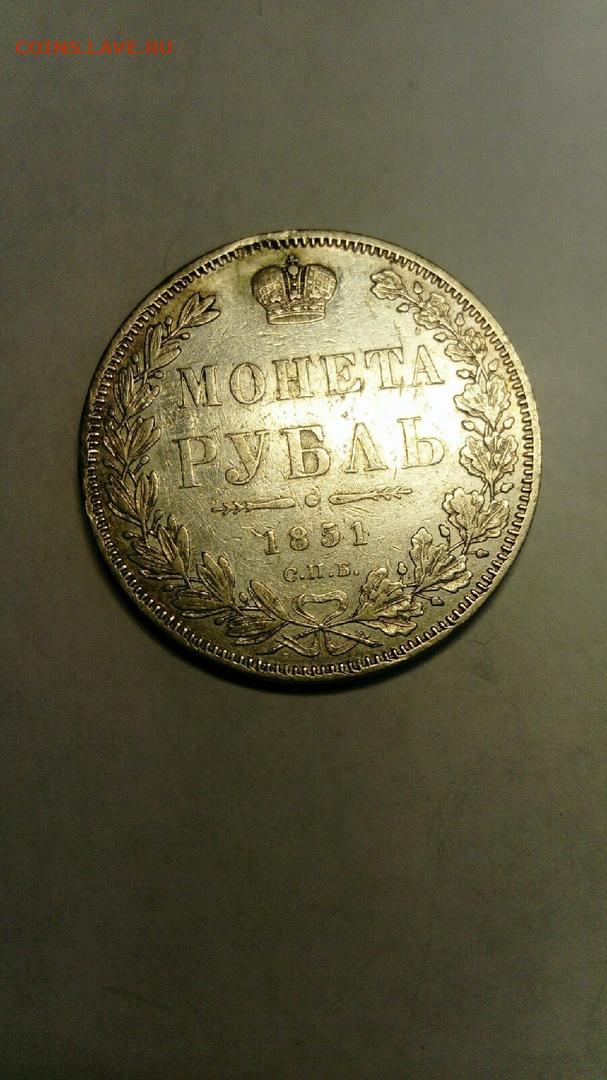 COINS.LAVE.RU
МОНЕТА
РУБЛЬ
1851
С.П.Б.